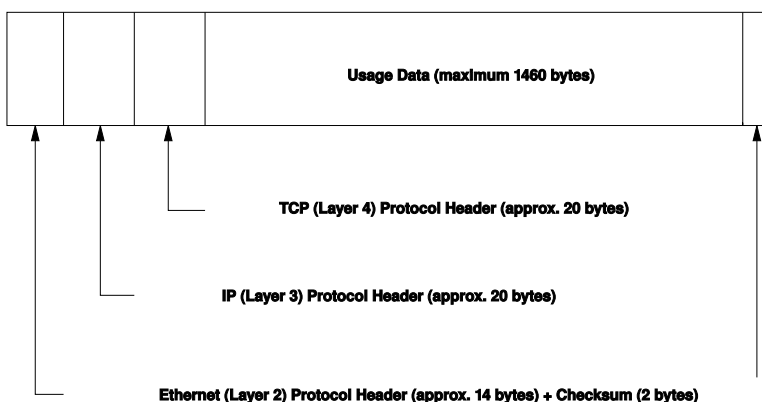 Usage Data (maximum 1460 bytes)
TCP (Layer 4) Protocol Header (approx. 20 bytes)
IP (Layer 3) Protocol Header (approx. 20 bytes)
Ethernet (Layer 2) Protocol Header (approx. 14 bytes) + Checksum (2 bytes)